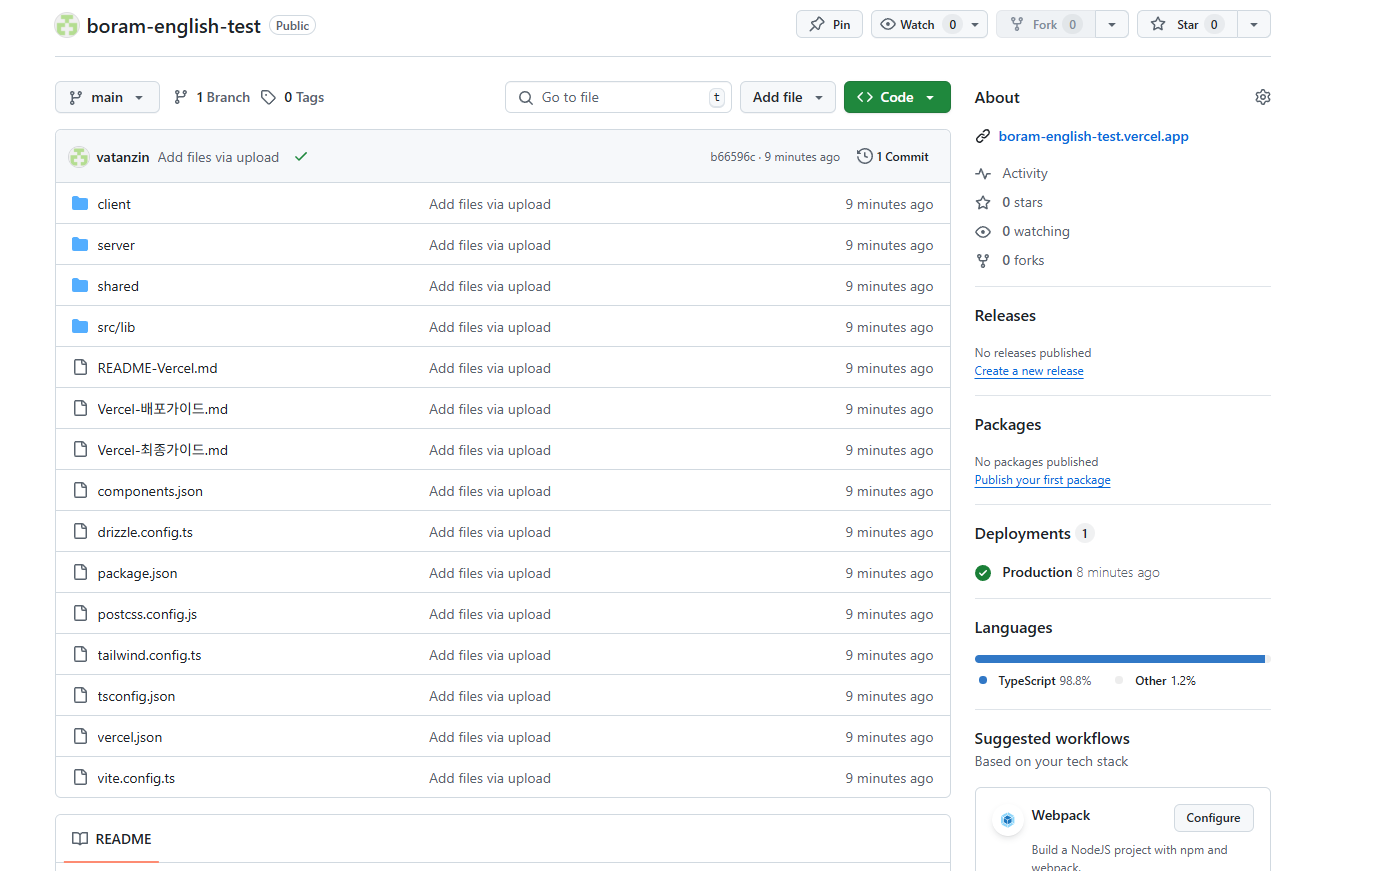 boram-english-test Public
Pin Watch 0 Fork 0 Star 0
main 1 Branch 0 Tags Go to file t Add file Code
vatanzin Add files via upload b66596c · 9 minutes ago 1 Commit
client Add files via upload 9 minutes ago
server Add files via upload 9 minutes ago
shared Add files via upload 9 minutes ago
src/lib Add files via upload 9 minutes ago
README-Vercel.md Add files via upload 9 minutes ago
Vercel-배포가이드.md Add files via upload 9 minutes ago
Vercel-최종가이드.md Add files via upload 9 minutes ago
components.json Add files via upload 9 minutes ago
drizzle.config.ts Add files via upload 9 minutes ago
package.json Add files via upload 9 minutes ago
postcss.config.js Add files via upload 9 minutes ago
tailwind.config.ts Add files via upload 9 minutes ago
tsconfig.json Add files via upload 9 minutes ago
vercel.json Add files via upload 9 minutes ago
vite.config.ts Add files via upload 9 minutes ago
README
About
boram-english-test.vercel.app
Activity
0 stars
0 watching
0 forks
Releases
No releases published
Create a new release
Packages
No packages published
Publish your first package
Deployments 1
Production 8 minutes ago
Languages
TypeScript 98.8% Other 1.2%
Suggested workflows
Based on your tech stack
Webpack Configure
Build a NodeJS project with npm and
webpack.